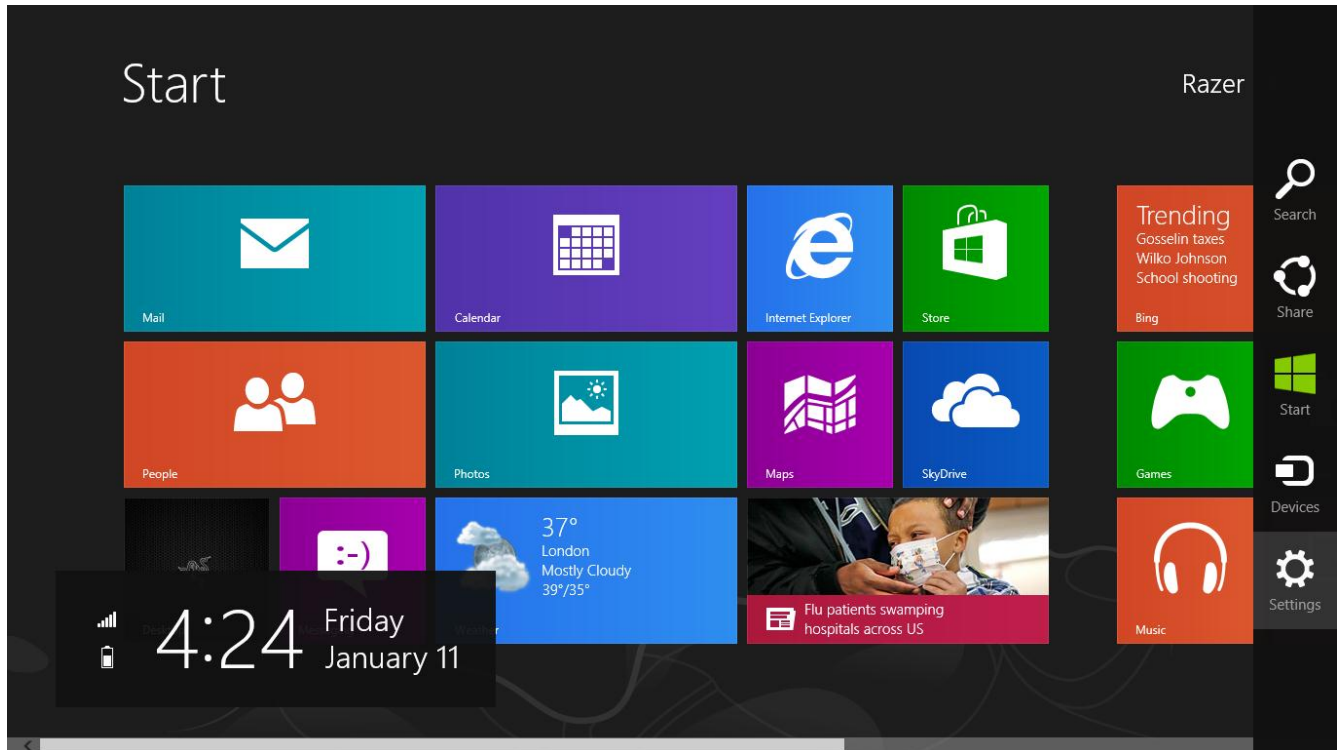 Start
Razer
Mail
Calendar
Internet Explorer
Store
Trending
Gosselin taxes
Wilko Johnson
School shooting
Bing
People
Photos
Maps
SkyDrive
Games
:-)
37°
London
Mostly Cloudy
39°/35°
Weather
Flu patients swamping
hospitals across US
Music
4:24
Friday
January 11
Search
Share
Start
Devices
Settings